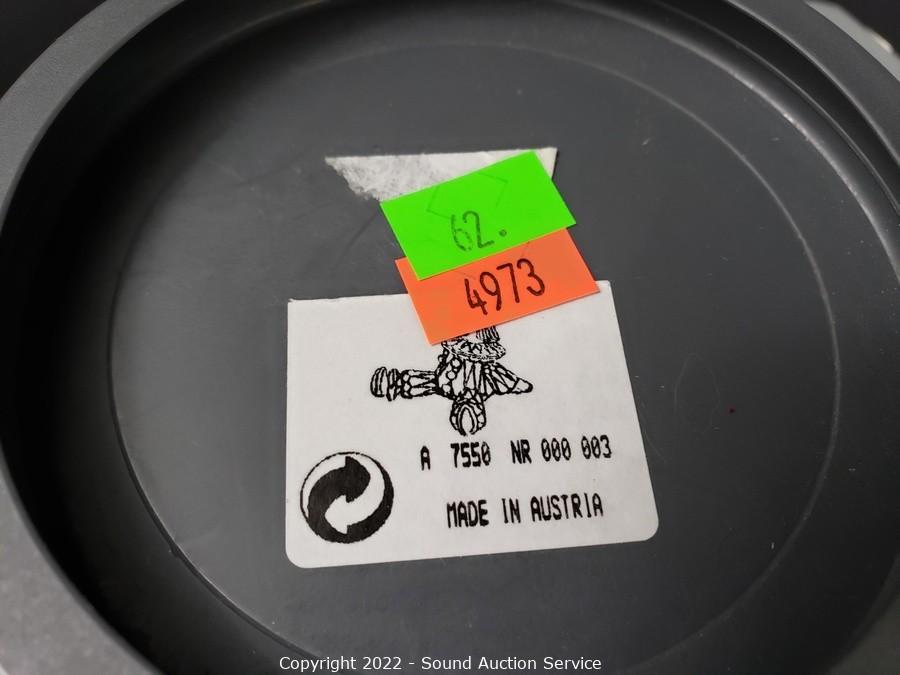 62.
4973
A 7550 NR 000 003
MADE IN AUSTRIA
Copyright 2022 - Sound Auction Service